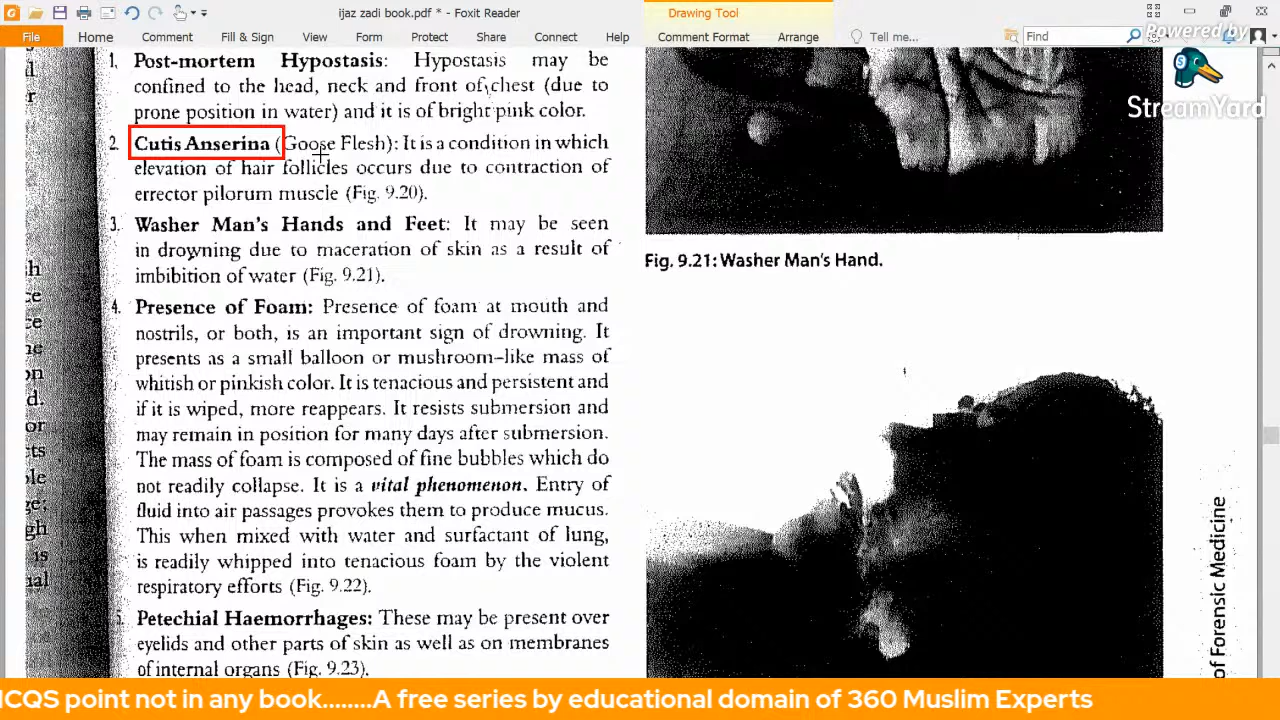 ijaz zadi book.pdf * - Foxit Reader
Drawing Tool
File Home Comment View Form Protect Share Connect Help Comment Format Arrange Tell me... Find
Fill & Sign
Powered by
StreamYard
1. Post-mortem Hypostasis: Hypostasis may be
confined to the head, neck and front of chest (due to
prone position in water) and it is of bright pink color.
2. Cutis Anserina (Goose Flesh): It is a condition in which
elevation of hair follicles occurs due to contraction of
errector pilorum muscle (Fig. 9.20).
3. Washer Man's Hands and Feet: It may be seen
in drowning due to maceration of skin as a result of
imbibition of water (Fig. 9.21).
4. Presence of Foam: Presence of foam at mouth and
nostrils, or both, is an important sign of drowning. It
presents as a small balloon or mushroom-like mass of
whitish or pinkish color. It is tenacious and persistent and
if it is wiped, more reappears. It resists submersion and
may remain in position for many days after submersion.
The mass of foam is composed of fine bubbles which do
not readily collapse. It is a vital phenomenon. Entry of
fluid into air passages provokes them to produce mucus.
This when mixed with water and surfactant of lung,
is readily whipped into tenacious foam by the violent
respiratory efforts (Fig. 9.22).
Petechial Haemorrhages: These may be present over
eyelids and other parts of skin as well as on membranes
of internal organs (Fig. 9.23).
Fig. 9.21: Washer Man's Hand.
of Forensic Medicine
MCQS point not in any book........A free series by educational domain of 360 Muslim Experts